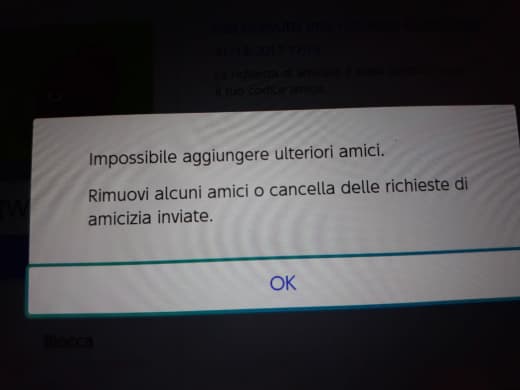 Impossibile aggiungere ulteriori amici.
Rimuovi alcuni amici o cancella delle richieste di
amicizia inviate.
OK
Blocca